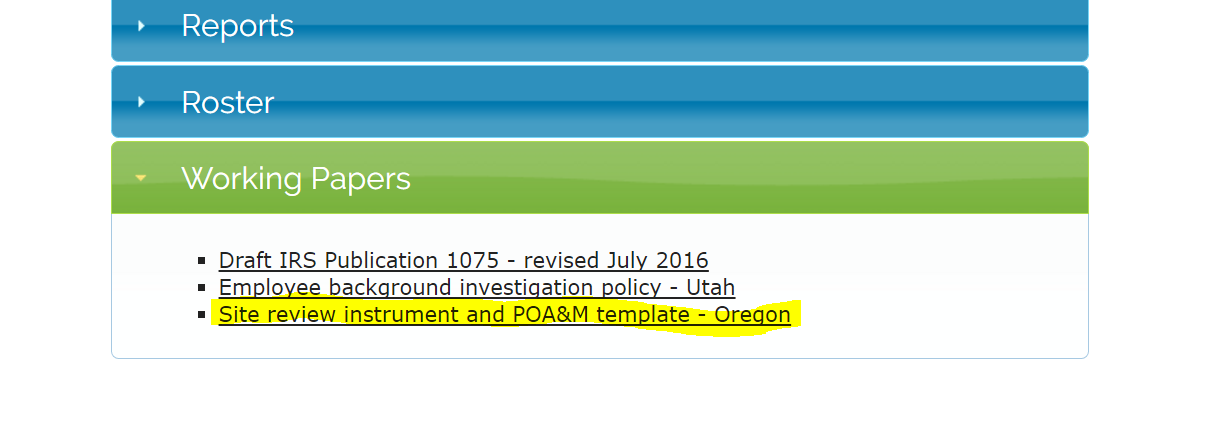 Reports
Roster
Working Papers
Draft IRS Publication 1075 - revised July 2016
Employee background investigation policy - Utah
Site review instrument and POA&M template - Oregon